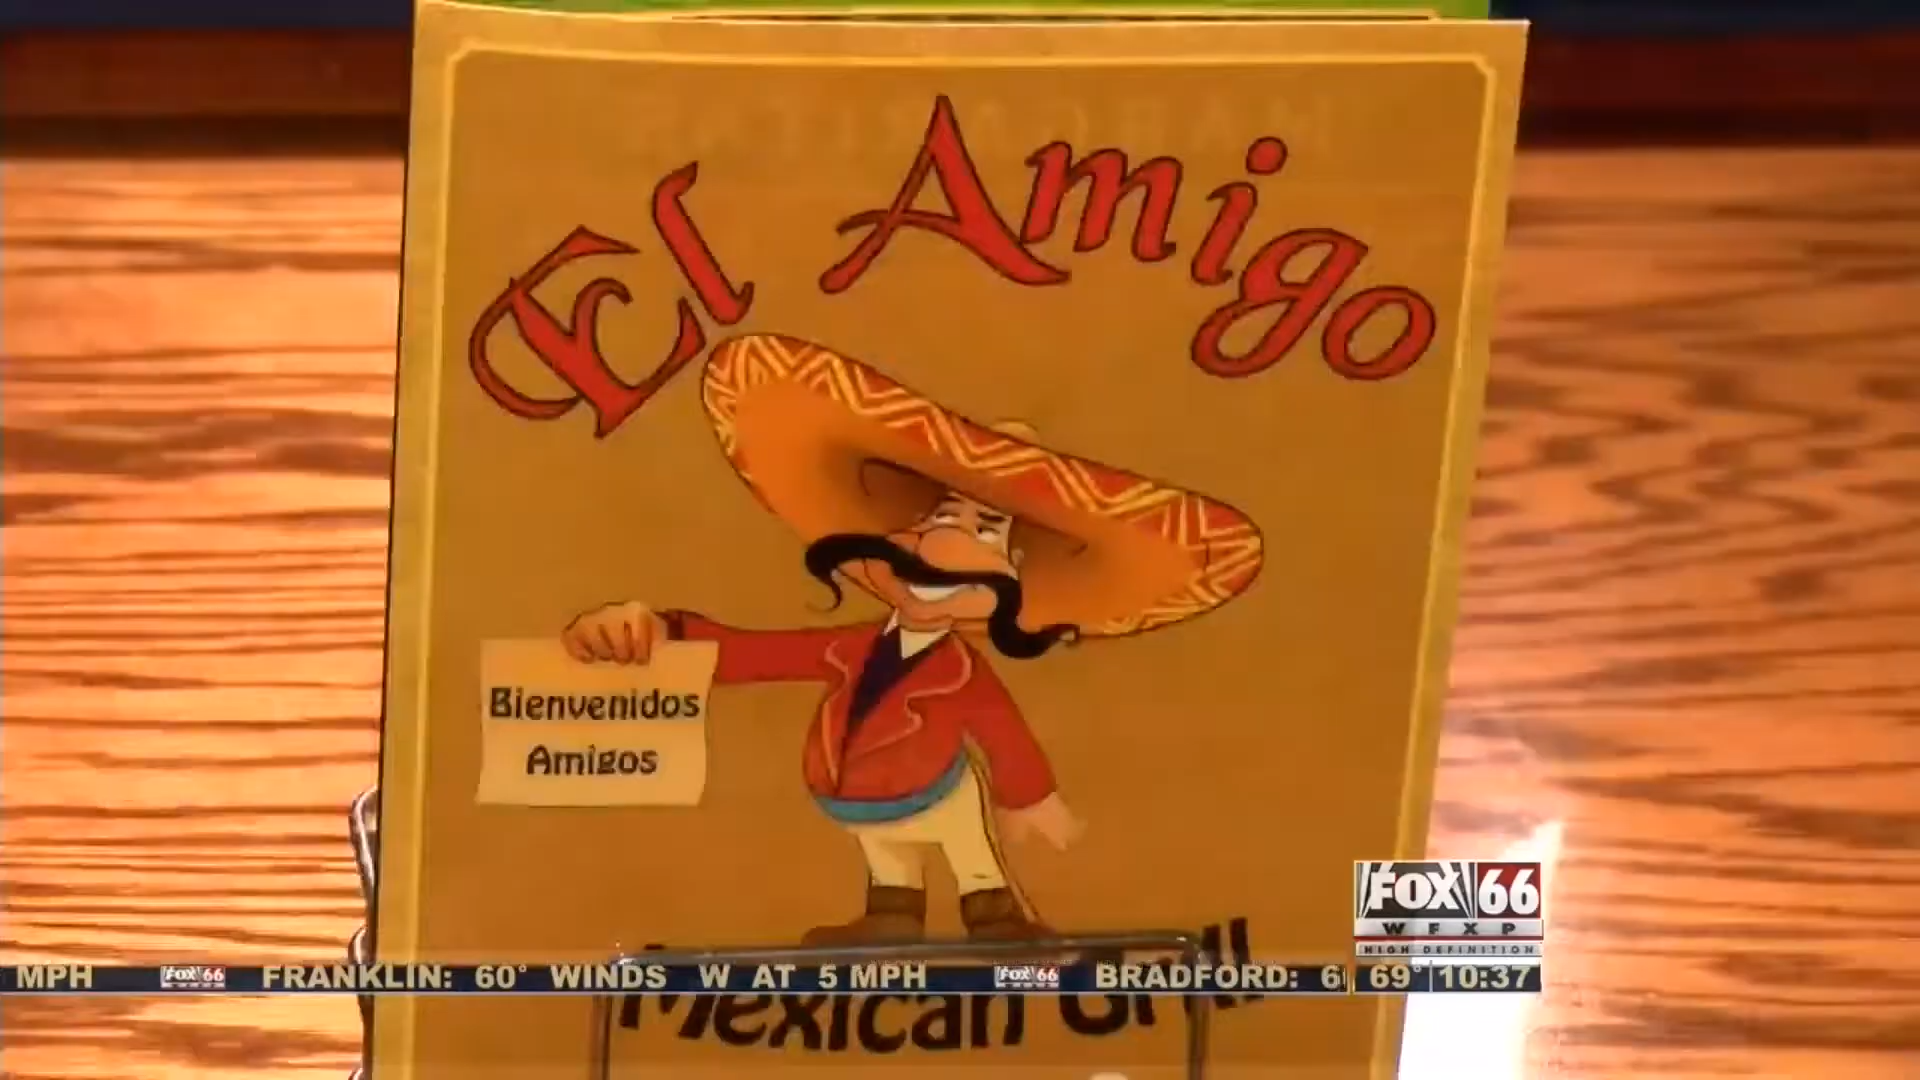 El Amigo
Bienvenidos
Amigos
Mexican Grill
FOX 66
WFXP
HIGH DEFINITION
MPH FOX 66 FRANKLIN: 60° WINDS W AT 5 MPH FOX 66 BRADFORD: 6 69° 10:37